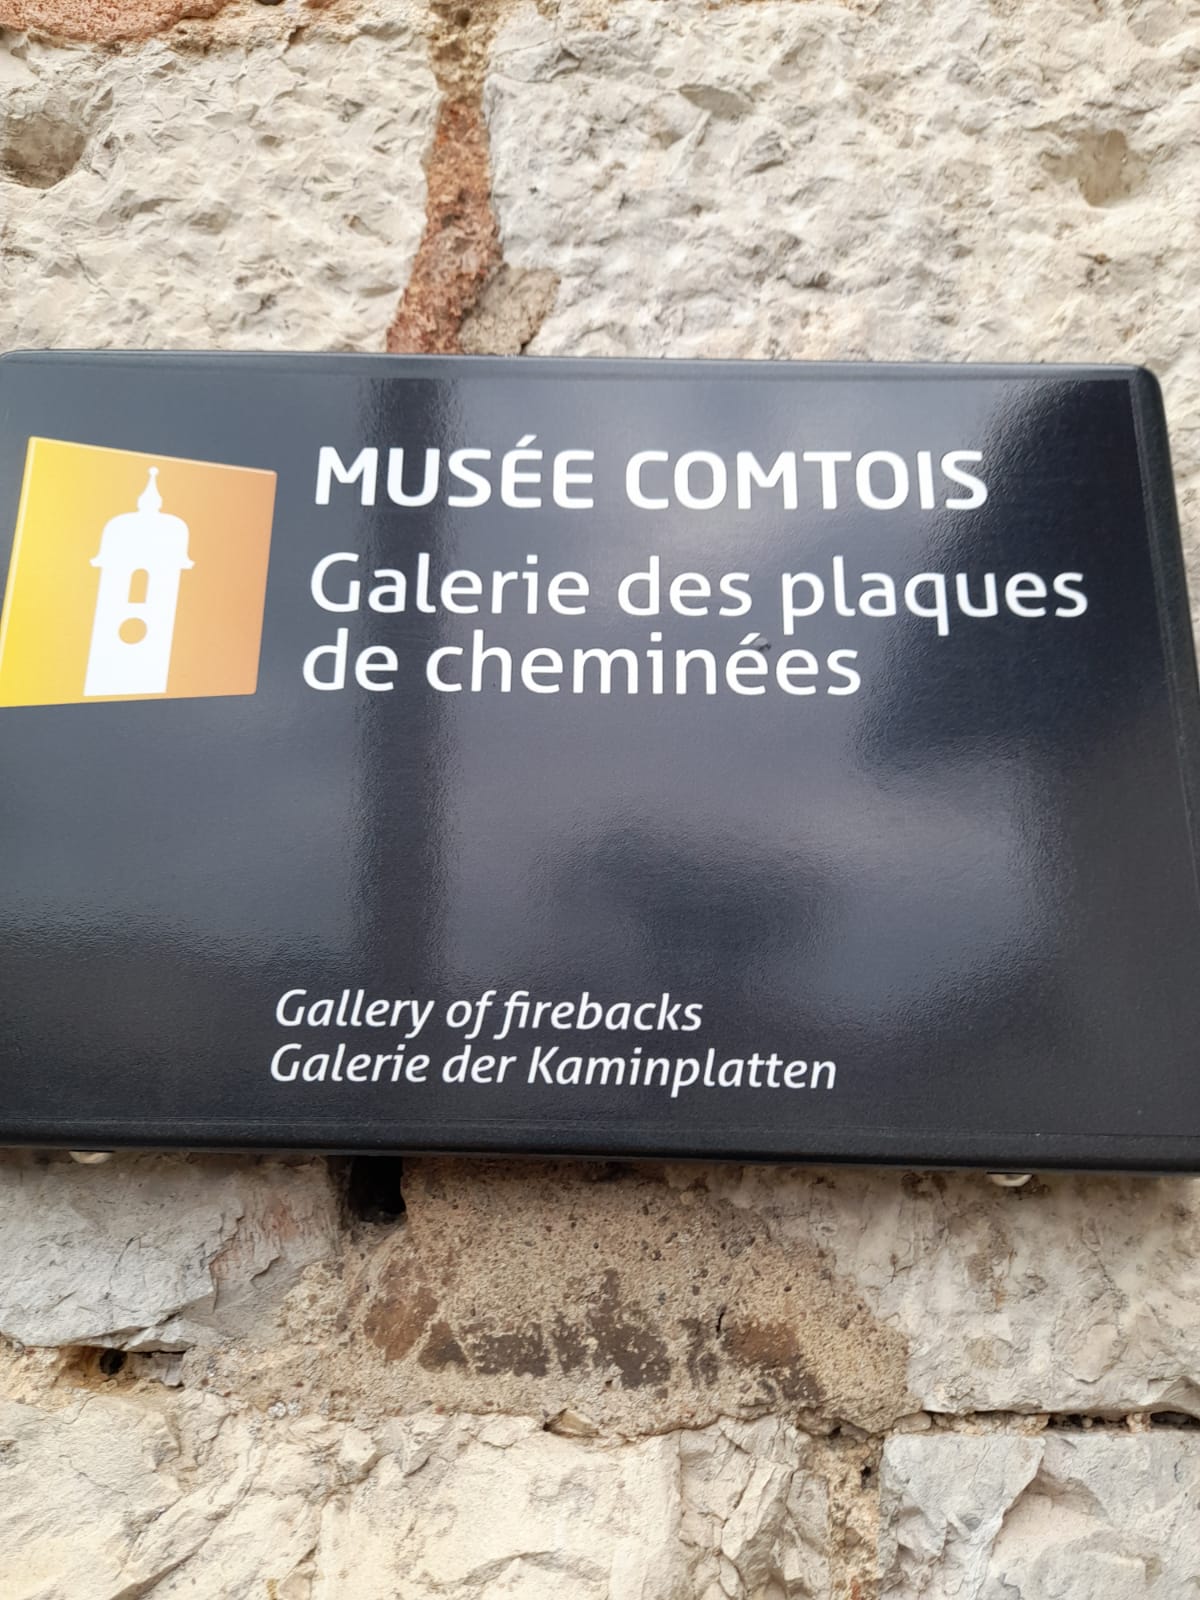 MUSÉE COMTOIS
Galerie des plaques
de cheminées
Gallery of firebacks
Galerie der Kaminplatten